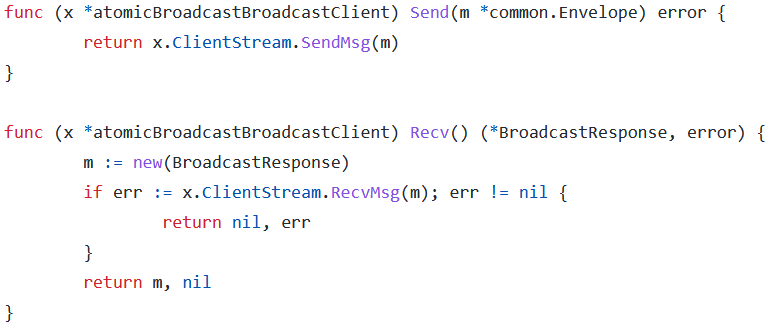 func (x *atomicBroadcastBroadcastClient) Send(m *common.Envelope) error {
        return x.ClientStream.SendMsg(m)
}

func (x *atomicBroadcastBroadcastClient) Recv() (*BroadcastResponse, error) {
        m := new(BroadcastResponse)
        if err := x.ClientStream.RecvMsg(m); err != nil {
                return nil, err
        }
        return m, nil
}